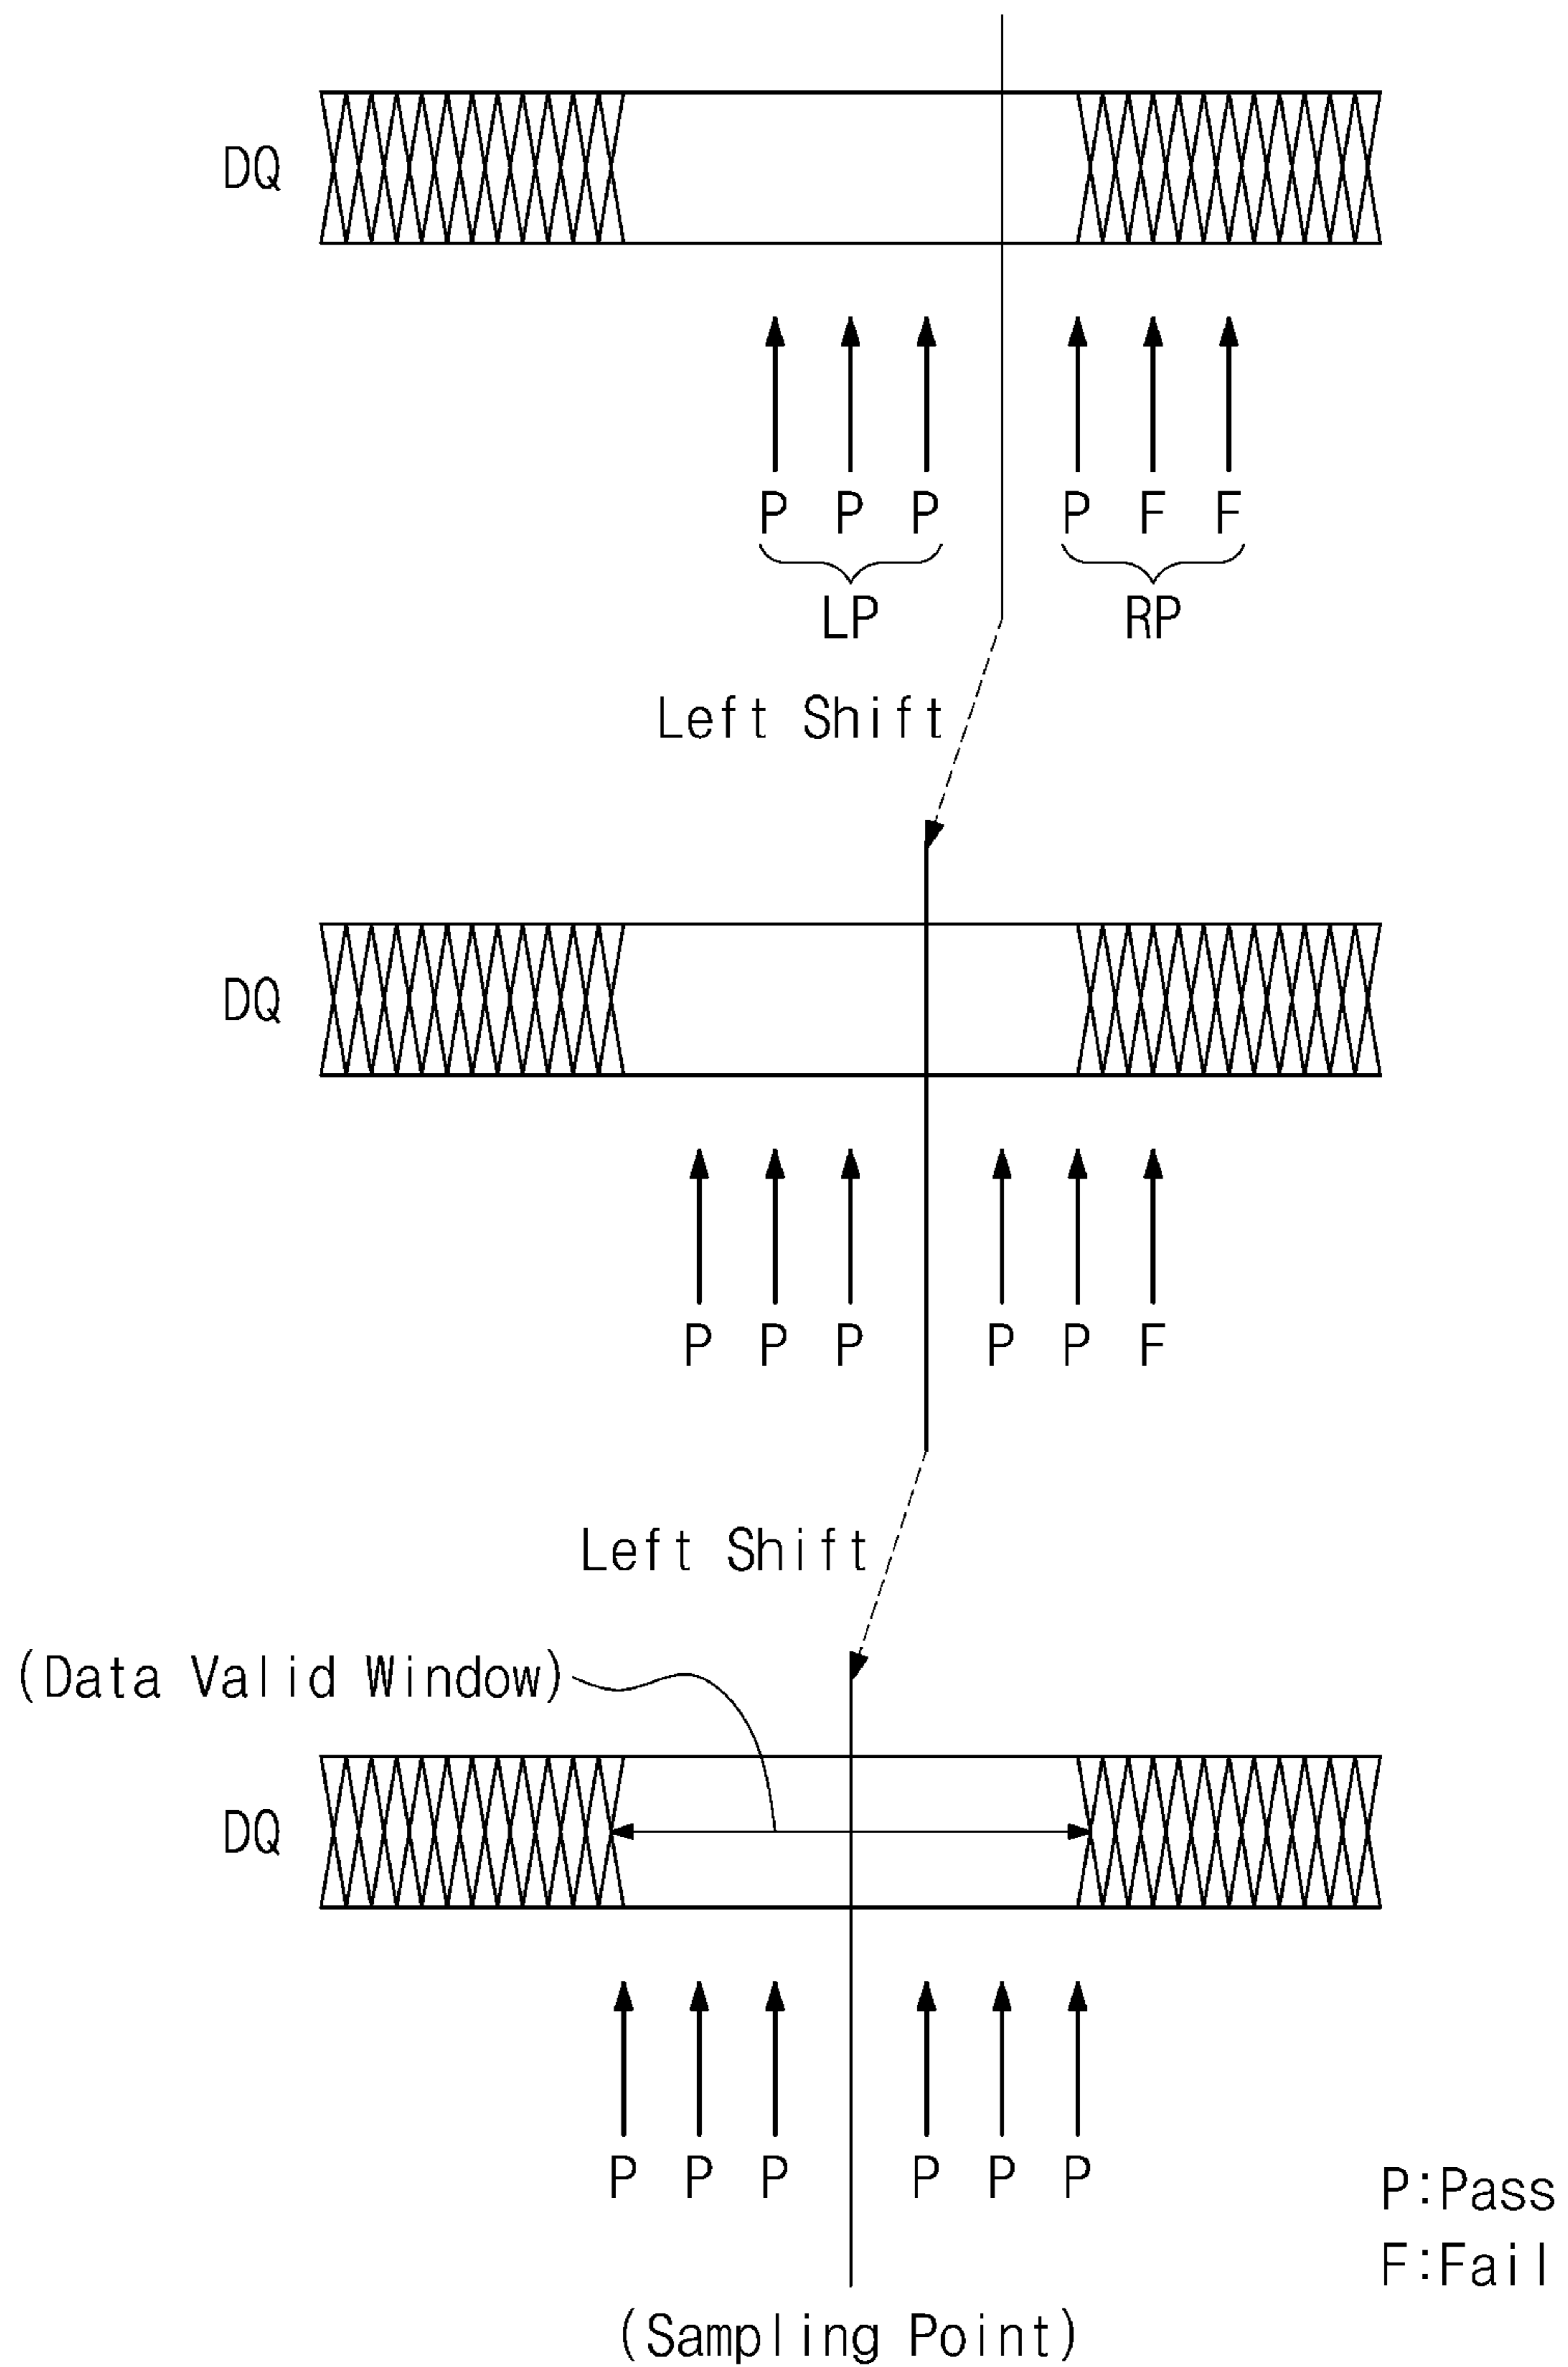 DQ
P P P P F F
LP RP
Left Shift
DQ
P P P P P F
Left Shift
(Data Valid Window)
DQ
P P P P P P
P:Pass
F:Fail
(Sampling Point)